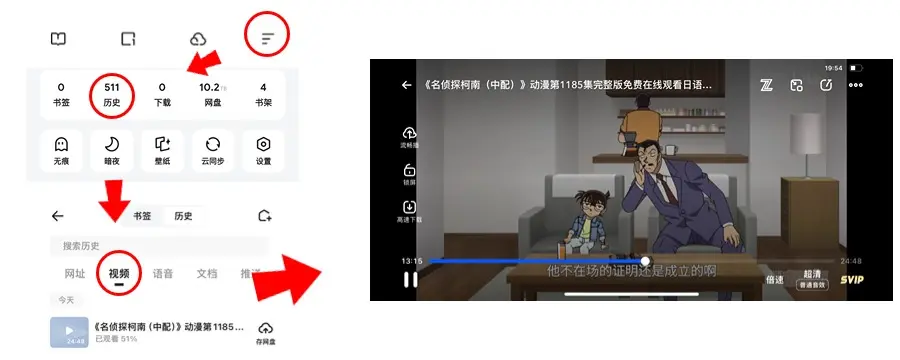 0 511 0 10.2TB 4
书签 历史 下载 网盘 书架
无痕 暗夜 壁纸 云同步 设置
书签 历史
搜索历史
网址 视频 语音 文档 推送
今天
24:48
《名侦探柯南（中配）》动漫第1185集...
已观看 51%
存网盘
19:54
《名侦探柯南（中配）》动漫第1185集完整版免费在线观看日语...
流畅播
锁屏
高速下载
13:15
24:48
他不在场的证明还是成立的啊
倍速
超清
普通音效
SVIP